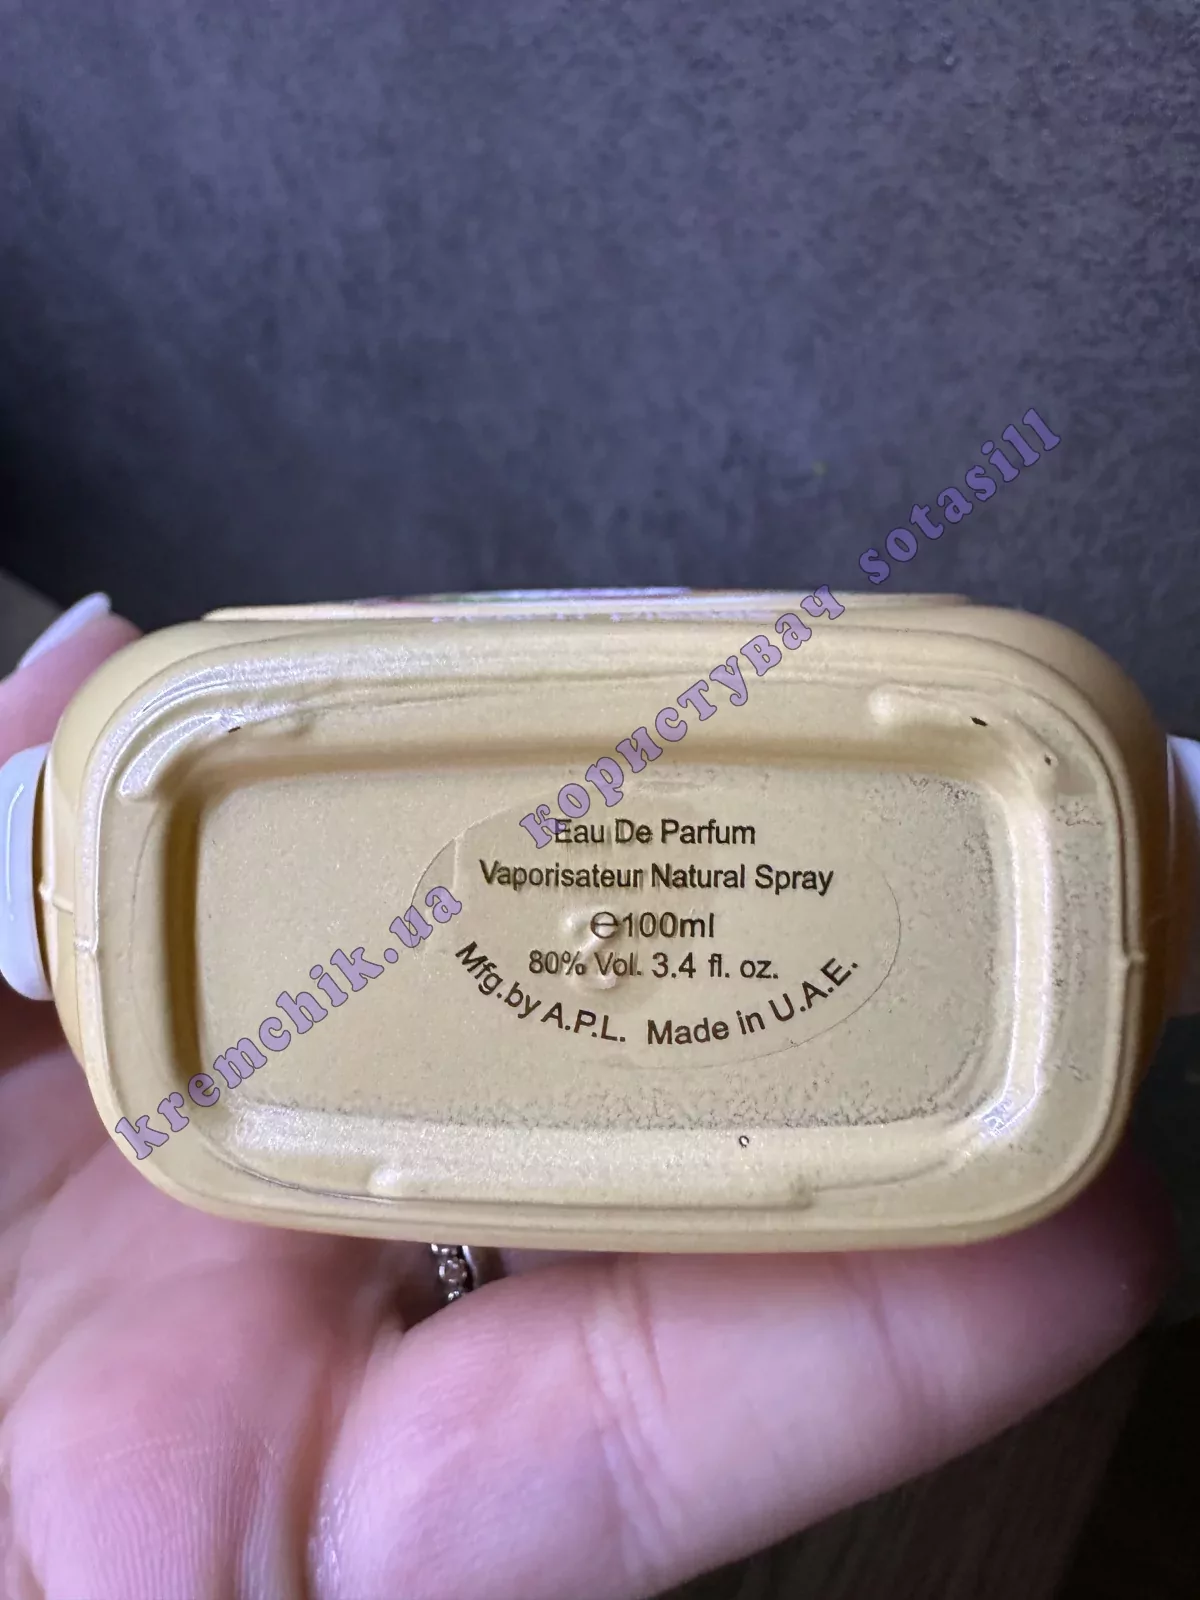 Eau De Parfum
Vaporisateur Natural Spray
℮100ml
80% Vol. 3.4 fl. oz.
Mfg.by A.P.L. Made in U.A.E.
kremchik.ua користувач sotasill